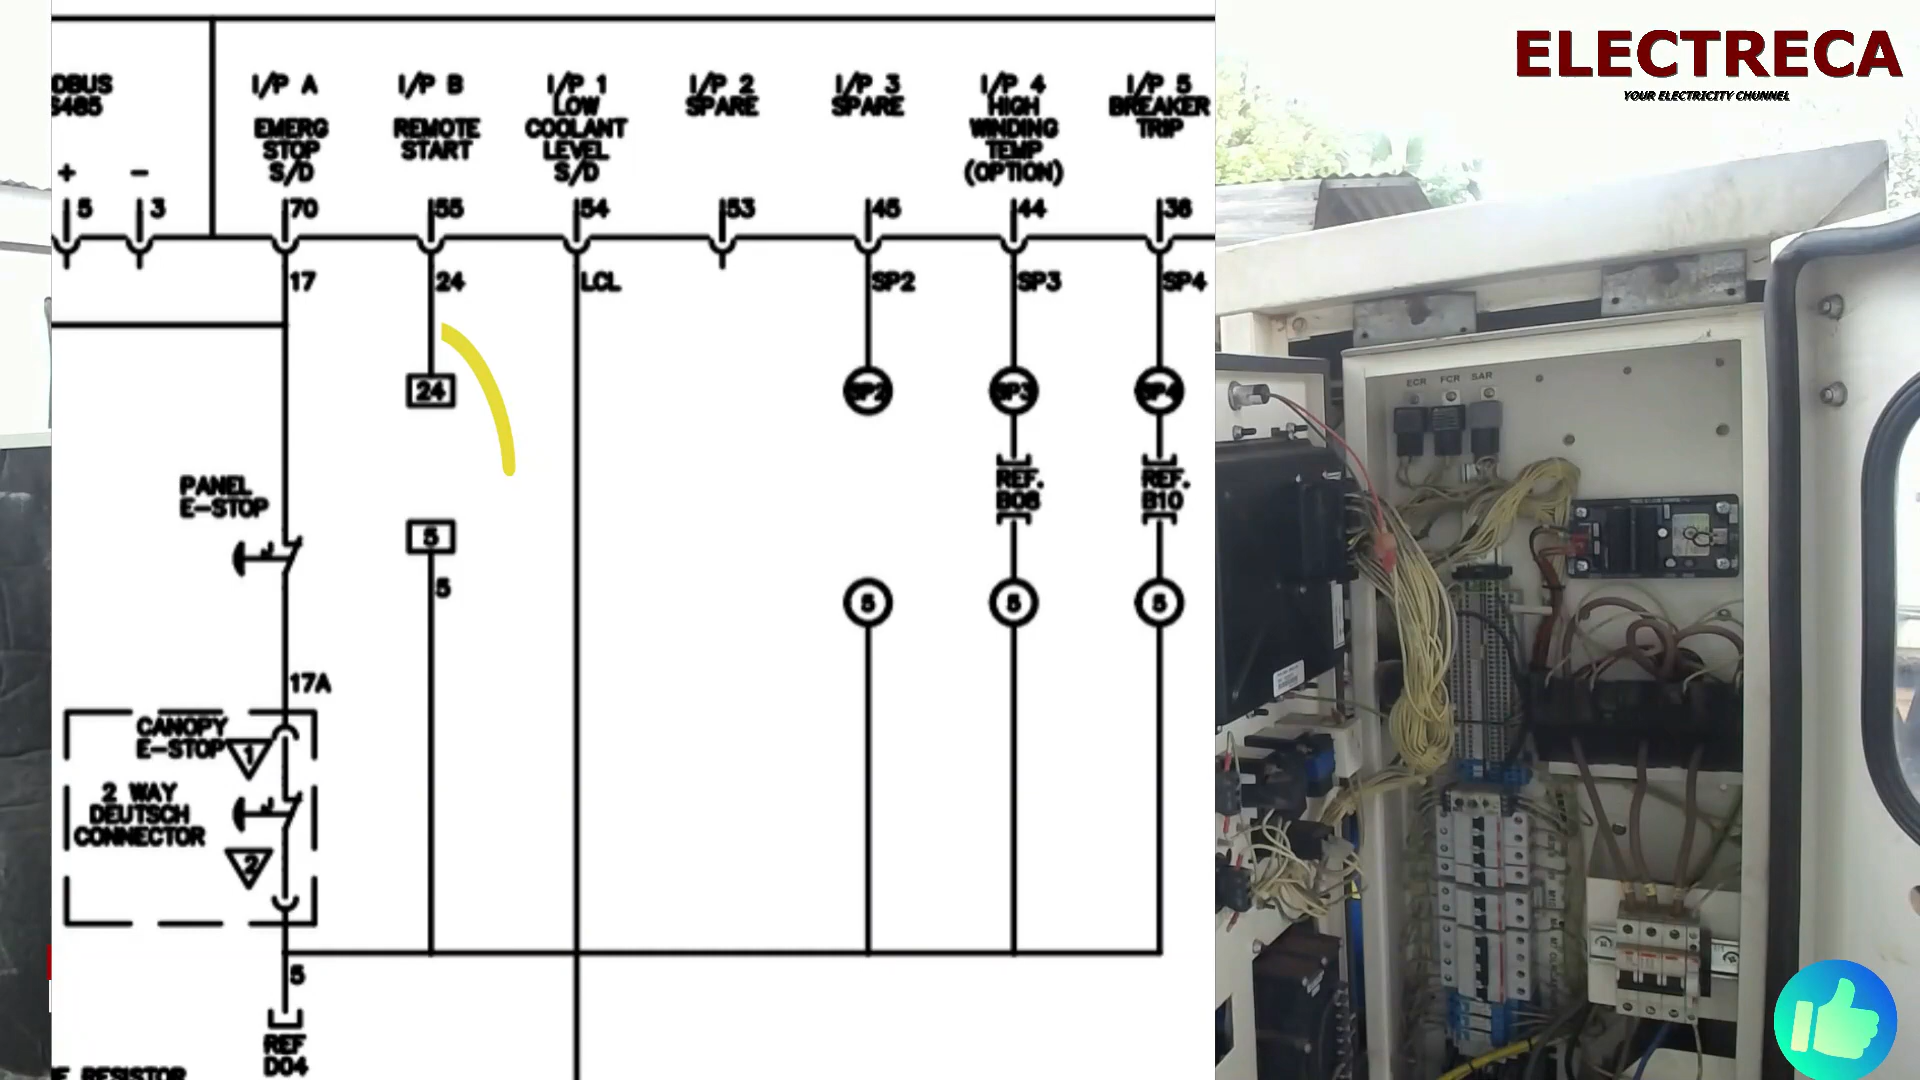 DBUS
S485
+
-
5
3
I/P A
EMERG
STOP
S/D
70
I/P B
REMOTE
START
55
I/P 1
LOW
COOLANT
LEVEL
S/D
54
I/P 2
SPARE
53
I/P 3
SPARE
45
I/P 4
HIGH
WINDING
TEMP
(OPTION)
44
I/P 5
BREAKER
TRIP
36
17
24
LCL
SP2
SP3
SP4
24
SP2
SP3
SP4
REF.
B08
REF.
B10
PANEL
E-STOP
5
5
5
5
5
17A
CANOPY
E-STOP
1
2 WAY
DEUTSCH
CONNECTOR
2
5
REF
D04
RESISTOR
ELECTRECA
YOUR ELECTRICITY CHUNNEL
ECR
FCR
SAR